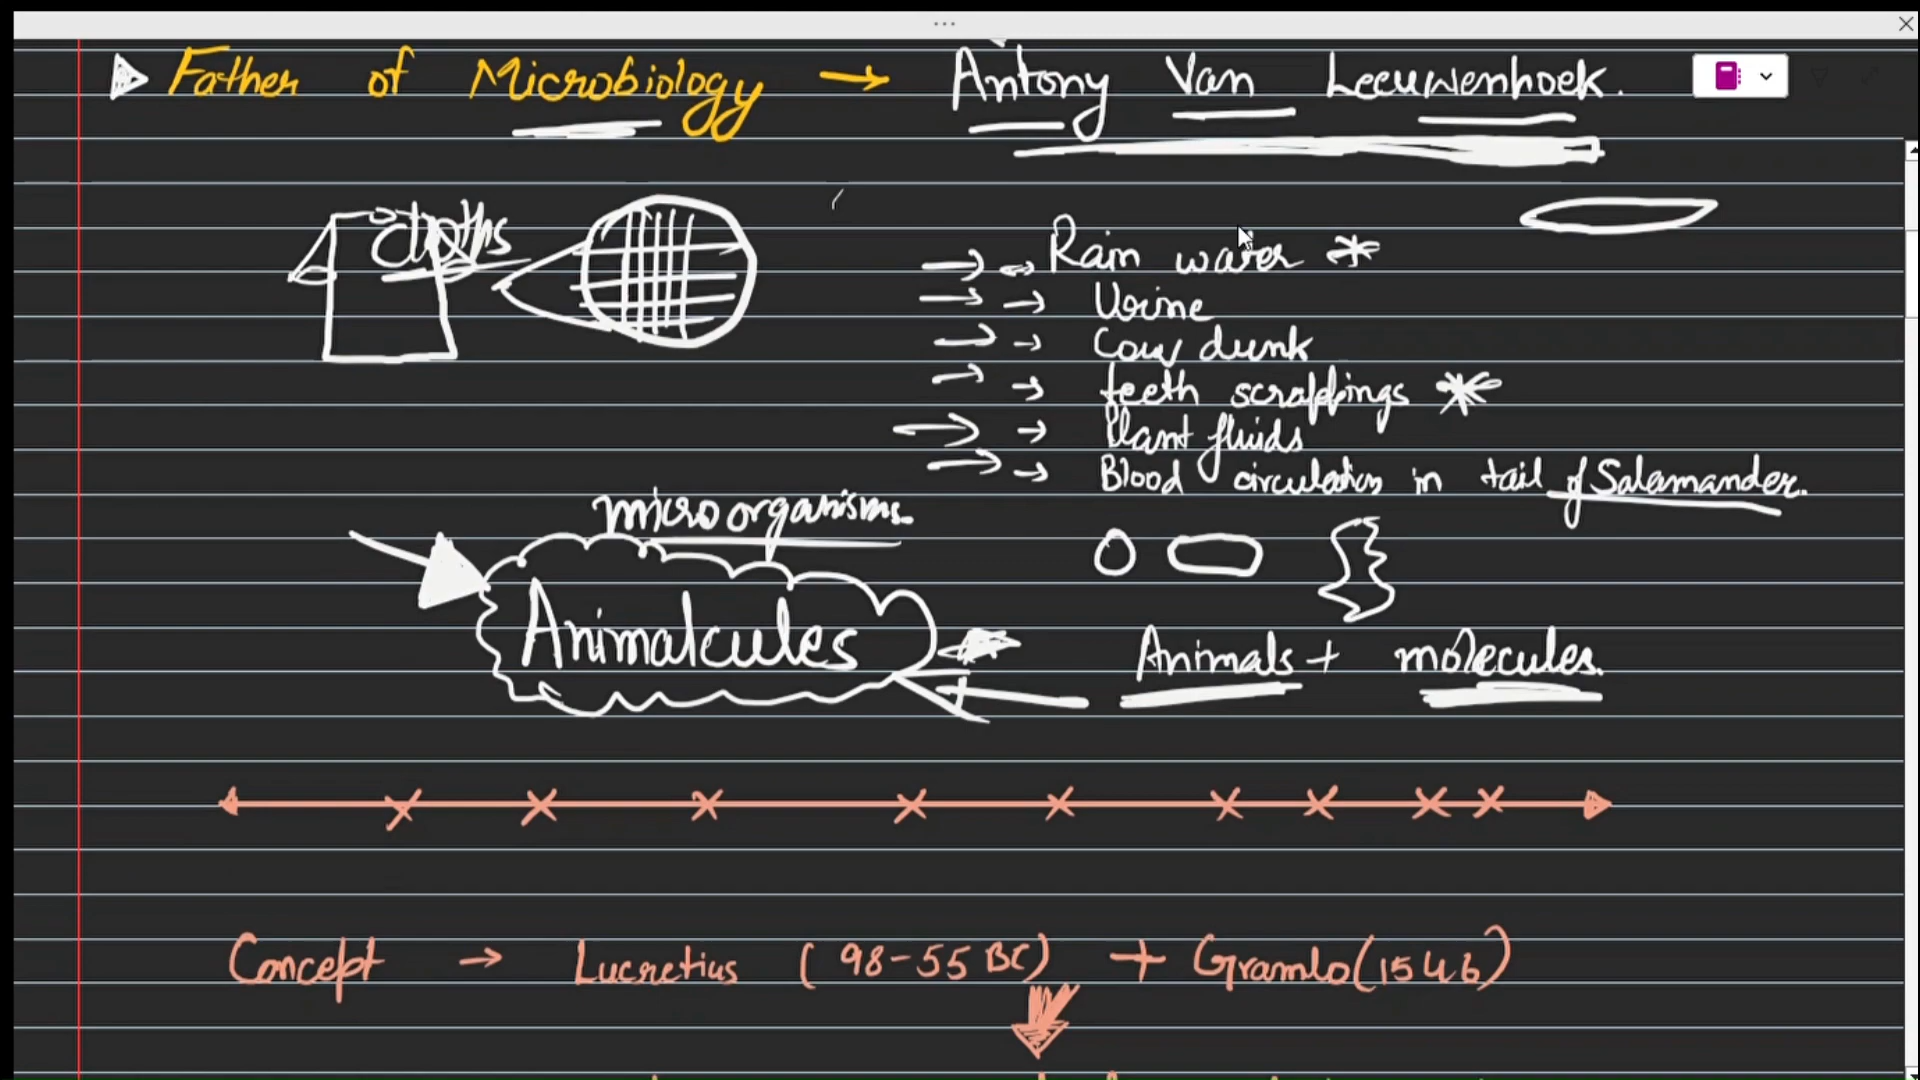 Father of Microbiology → Antony Van Leeuwenhoek.
Cloths
→ Rain water *
→ → Urine
→ → Cow dunk
→ → teeth scrappings *
→ → Plant fluids
→ → Blood circulation in tail of Salamander.
microorganisms.
Animalcules
Animals + molecules.
Concept → Lucretius (98-55 BC) + Gramlo (1546)